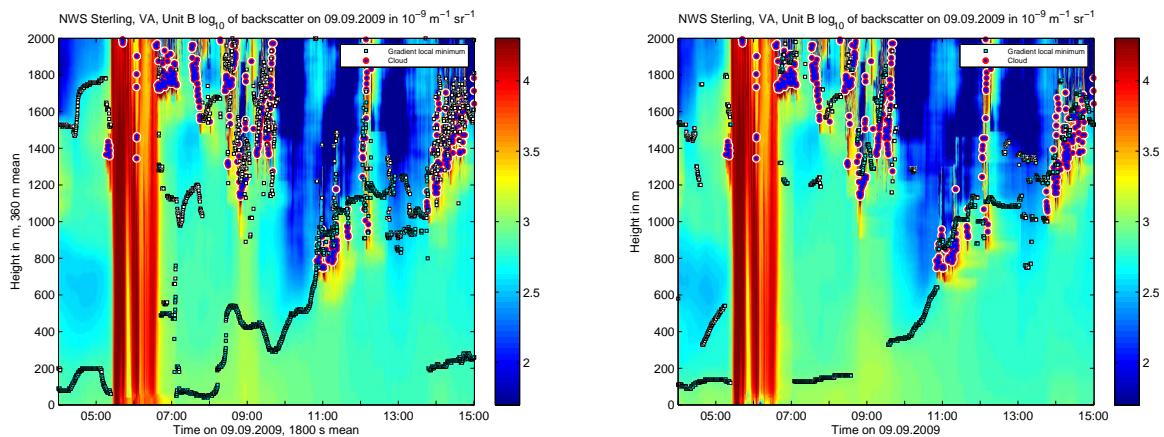 NWS Sterling, VA, Unit B log10 of backscatter on 09.09.2009 in 10−9 m−1 sr−1
Gradient local minimum
Cloud
Height in m, 360 m mean
2000
1800
1600
1400
1200
1000
800
600
400
200
0
05:00 07:00 09:00 11:00 13:00 15:00
Time on 09.09.2009, 1800 s mean
4
3.5
3
2.5
2
NWS Sterling, VA, Unit B log10 of backscatter on 09.09.2009 in 10−9 m−1 sr−1
Gradient local minimum
Cloud
Height in m
2000
1800
1600
1400
1200
1000
800
600
400
200
0
05:00 07:00 09:00 11:00 13:00 15:00
Time on 09.09.2009
4
3.5
3
2.5
2